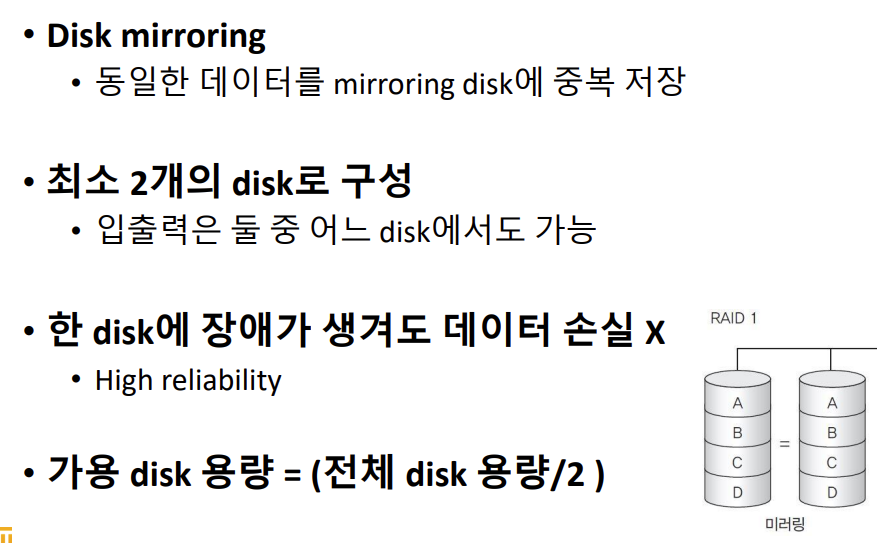 • Disk mirroring
• 동일한 데이터를 mirroring disk에 중복 저장
• 최소 2개의 disk로 구성
• 입출력은 둘 중 어느 disk에서도 가능
• 한 disk에 장애가 생겨도 데이터 손실 X
• High reliability
• 가용 disk 용량 = (전체 disk 용량/2 )
RAID 1
A A
B B
=
C C
D D
미러링